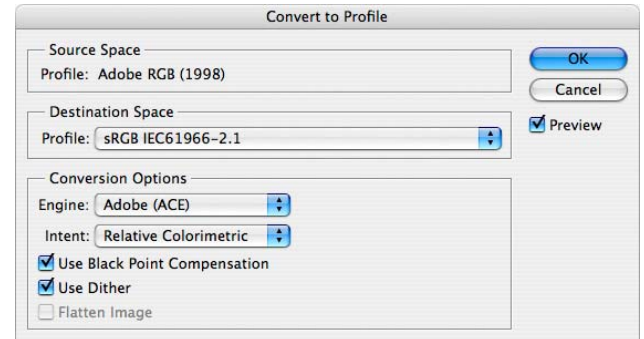 Convert to Profile
Source Space
Profile: Adobe RGB (1998)
OK
Cancel
Destination Space
Profile: sRGB IEC61966-2.1
Preview
Conversion Options
Engine: Adobe (ACE)
Intent: Relative Colorimetric
Use Black Point Compensation
Use Dither
Flatten Image